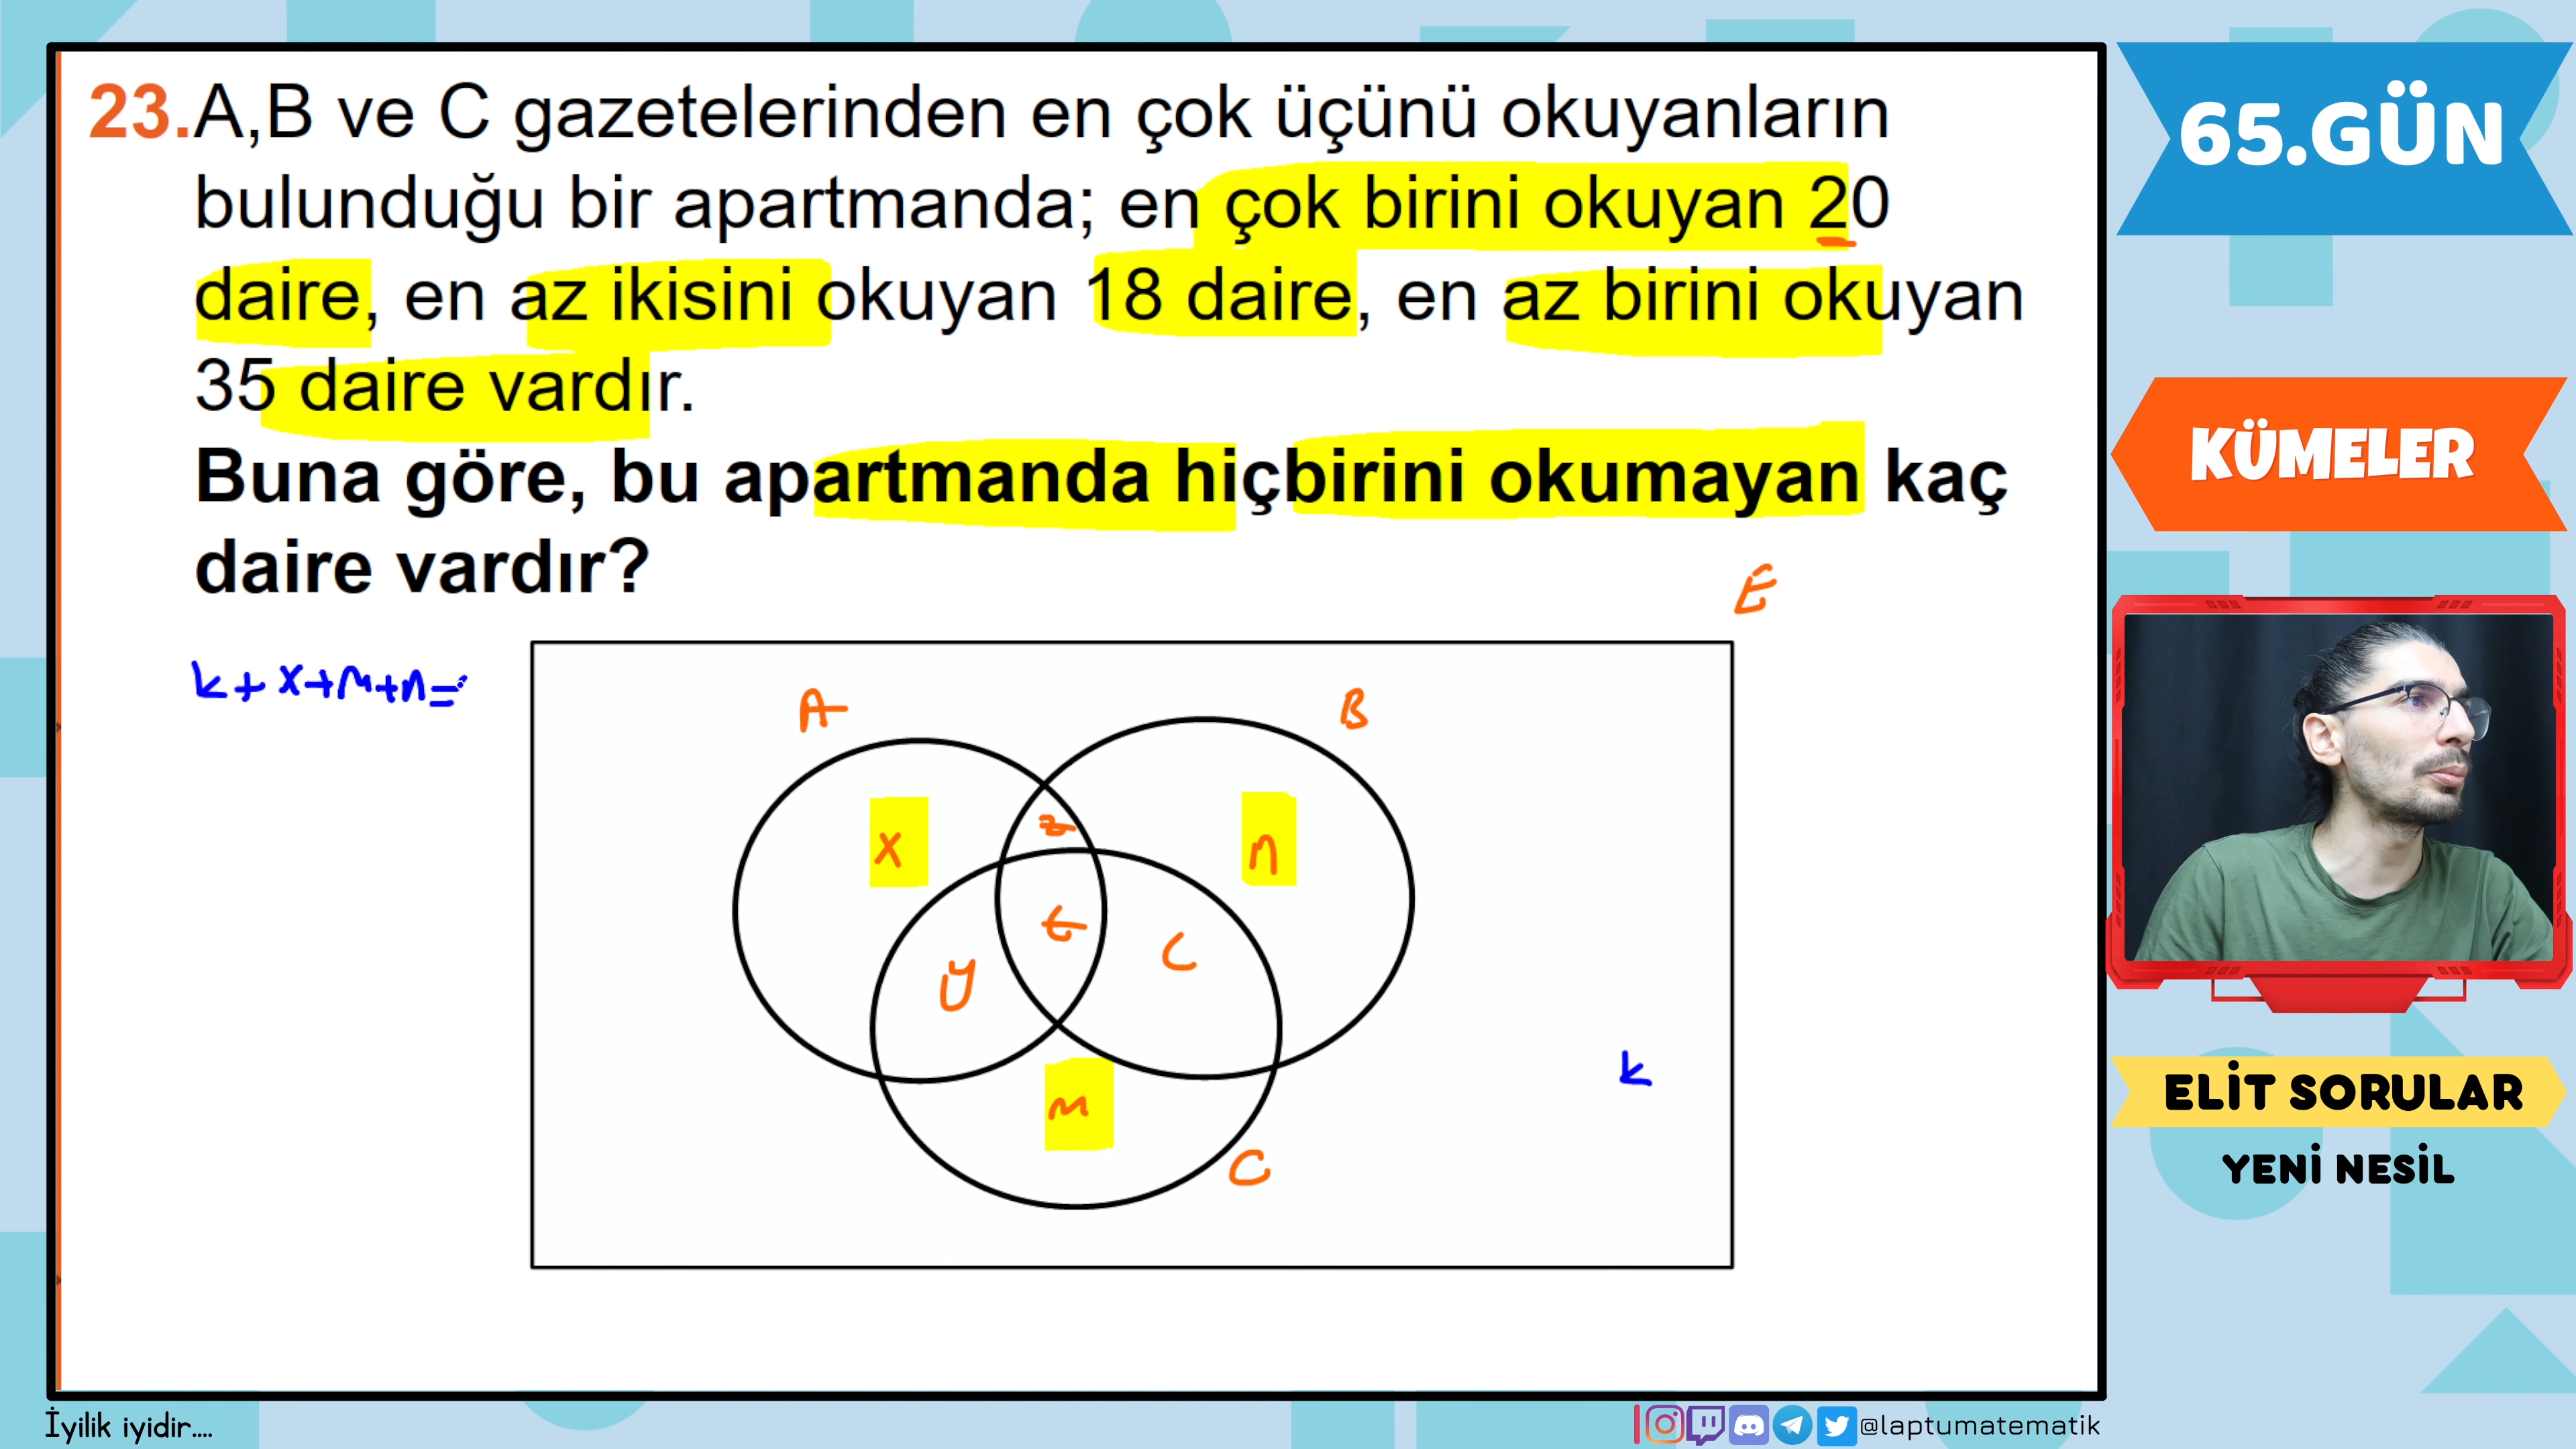 23.A,B ve C gazetelerinden en çok üçünü okuyanların
bulunduğu bir apartmanda; en çok birini okuyan 20
daire, en az ikisini okuyan 18 daire, en az birini okuyan
35 daire vardır.
Buna göre, bu apartmanda hiçbirini okumayan kaç
daire vardır?
E
k+x+m+n=
A
B
x
z
n
t
y
C
k
m
C
65.GÜN
KÜMELER
ELİT SORULAR
YENİ NESİL
İyilik iyidir....
@laptumatematik